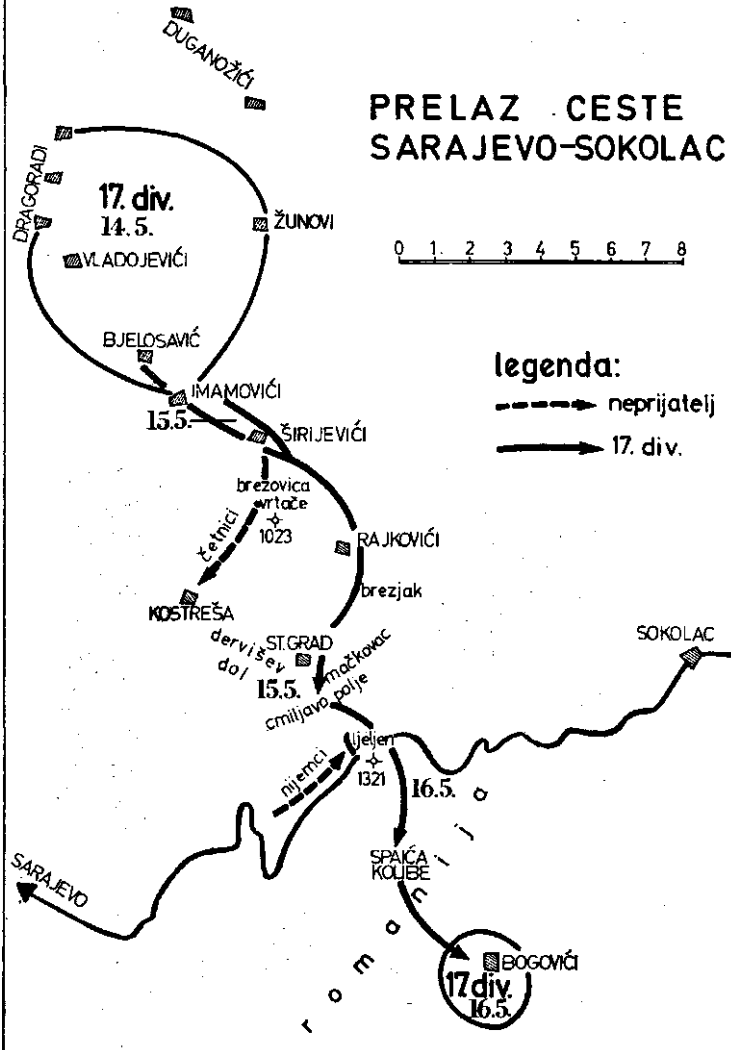 DUGANOŽIĆI
PRELAZ CESTE
SARAJEVO-SOKOLAC
DRAGORADI
17. div.
14.5.
ŽUNOVI
VLADOJEVIĆI
0 1 2 3 4 5 6 7 8
BJELOSAVIĆ
legenda:
neprijatelj
17. div.
IMAMOVIĆI
15.5.
ŠIRIJEVIĆI
brezovica
vrtače
1023
četnici
RAJKOVIĆI
brezjak
KOSTREŠA
dervišev
dol
ST.GRAD
mačkovac
SOKOLAC
15.5.
cmiljavo polje
ljeljen
1321
nijemci
16.5.
romanija
SPAIĆA
KOLIBE
SARAJEVO
BOGOVIĆI
17.div.
16.5.